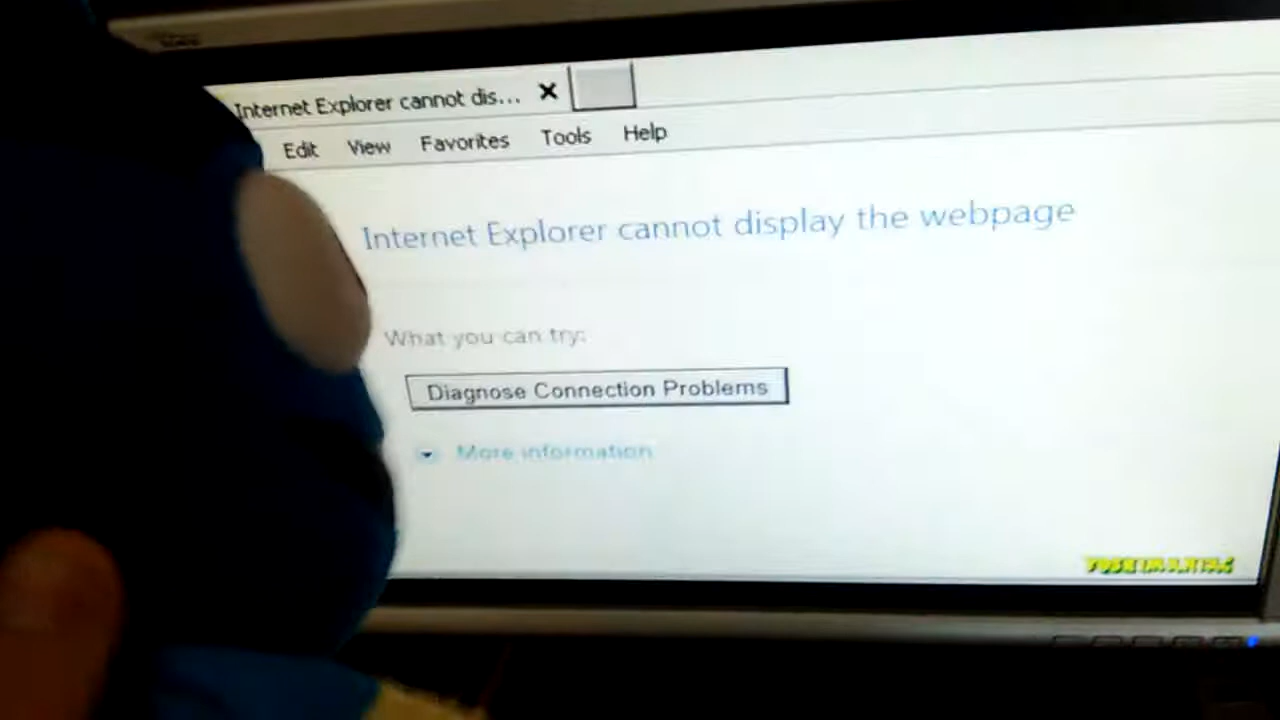 Internet Explorer cannot dis...
Edit View Favorites Tools Help
Internet Explorer cannot display the webpage
What you can try:
Diagnose Connection Problems
More information